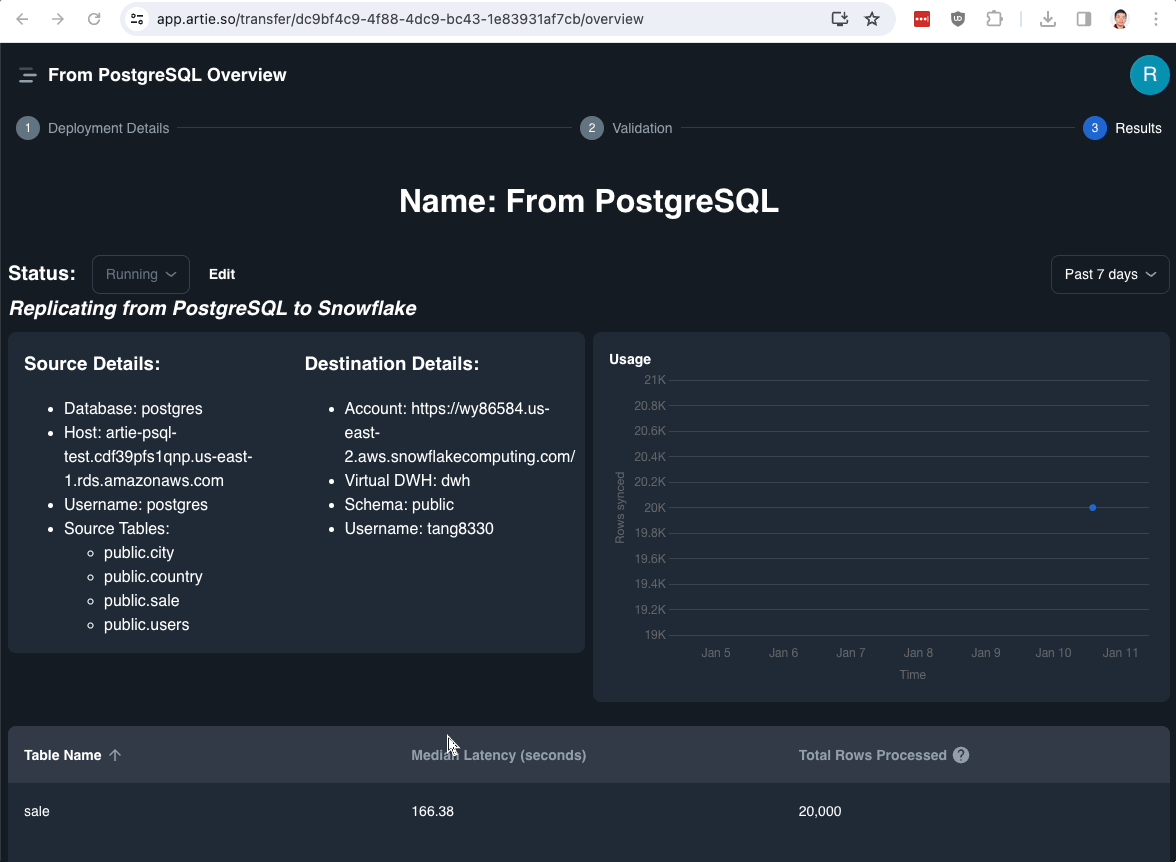 app.artie.so/transfer/dc9bf4c9-4f88-4dc9-bc43-1e83931af7cb/overview
From PostgreSQL Overview
R
1 Deployment Details
2 Validation
3 Results
Name: From PostgreSQL
Status:
Running
Edit
Past 7 days
Replicating from PostgreSQL to Snowflake
Source Details:
Database: postgres
Host: artie-psql-
test.cdf39pfs1qnp.us-east-
1.rds.amazonaws.com
Username: postgres
Source Tables:
public.city
public.country
public.sale
public.users
Destination Details:
Account: https://wy86584.us-
east-
2.aws.snowflakecomputing.com/
Virtual DWH: dwh
Schema: public
Username: tang8330
Usage
Rows synced
21K
20.8K
20.6K
20.4K
20.2K
20K
19.8K
19.6K
19.4K
19.2K
19K
Jan 5 Jan 6 Jan 7 Jan 8 Jan 9 Jan 10 Jan 11
Time
Table Name Median Latency (seconds) Total Rows Processed ?
sale 166.38 20,000